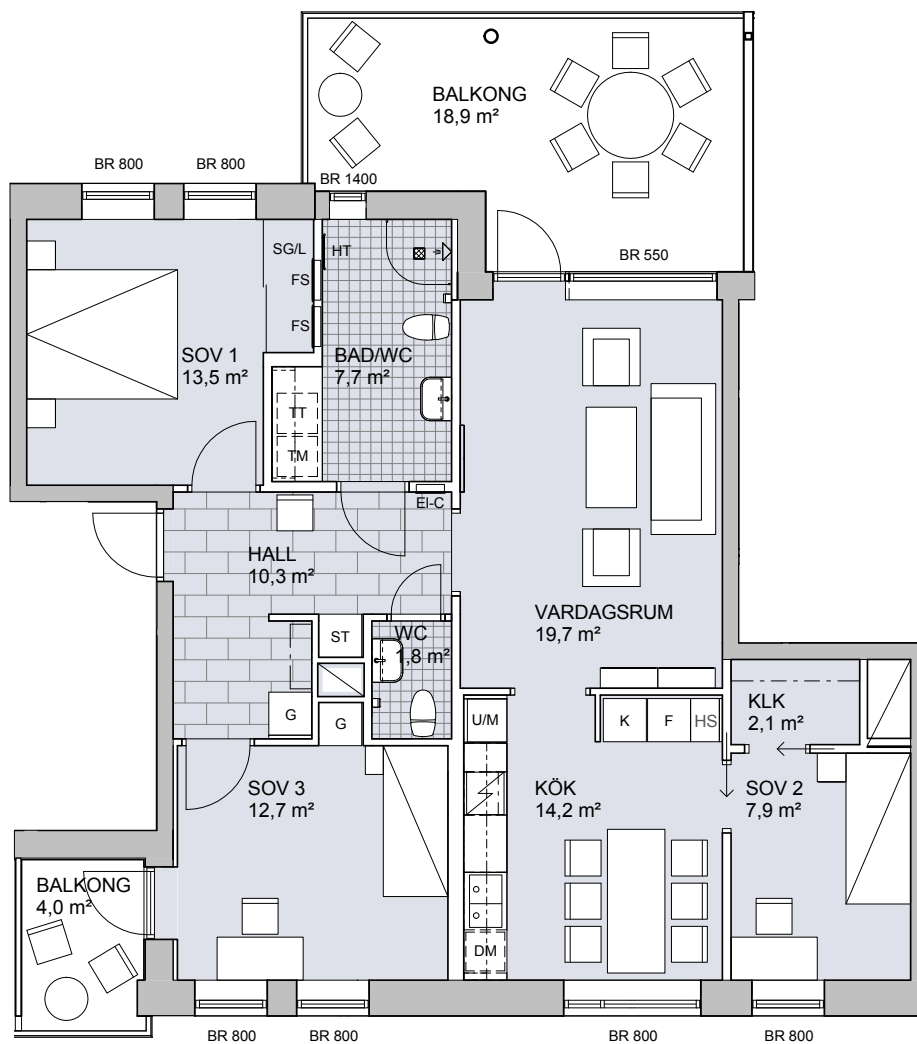 BALKONG
18,9 m²
BR 800
BR 800
BR 1400
SG/L
HT
BR 550
FS
FS
SOV 1
13,5 m²
BAD/WC
7,7 m²
TT
TM
El-C
HALL
10,3 m²
VARDAGSRUM
19,7 m²
ST
WC
1,8 m²
KLK
2,1 m²
G
G
U/M
K
F
HS
SOV 3
12,7 m²
KÖK
14,2 m²
SOV 2
7,9 m²
BALKONG
4,0 m²
DM
BR 800
BR 800
BR 800
BR 800